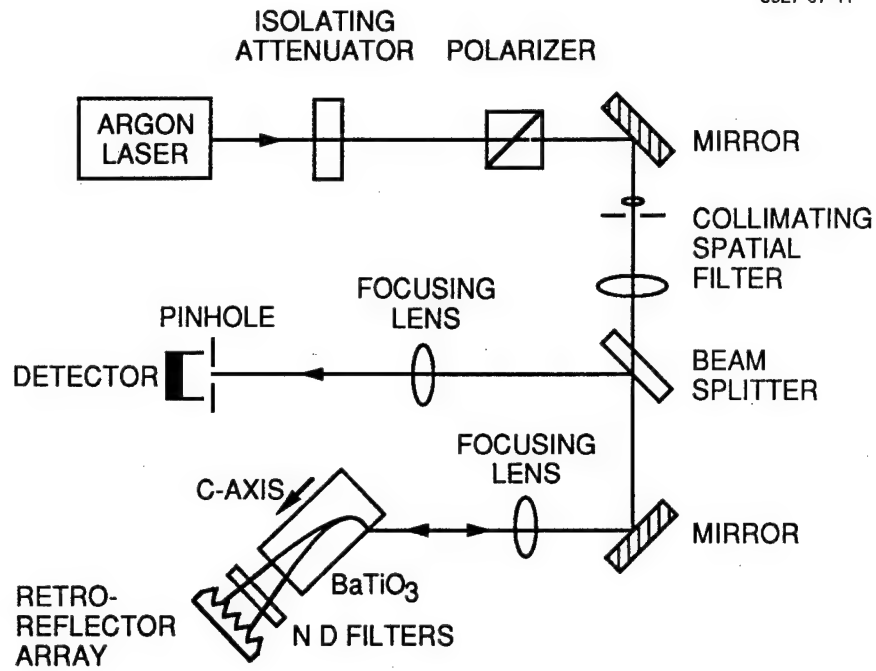 ISOLATING
ATTENUATOR
POLARIZER
ARGON
LASER
MIRROR
COLLIMATING
SPATIAL
FILTER
FOCUSING
LENS
PINHOLE
DETECTOR
BEAM
SPLITTER
FOCUSING
LENS
C-AXIS
MIRROR
BaTiO3
RETRO-
REFLECTOR
ARRAY
N D FILTERS